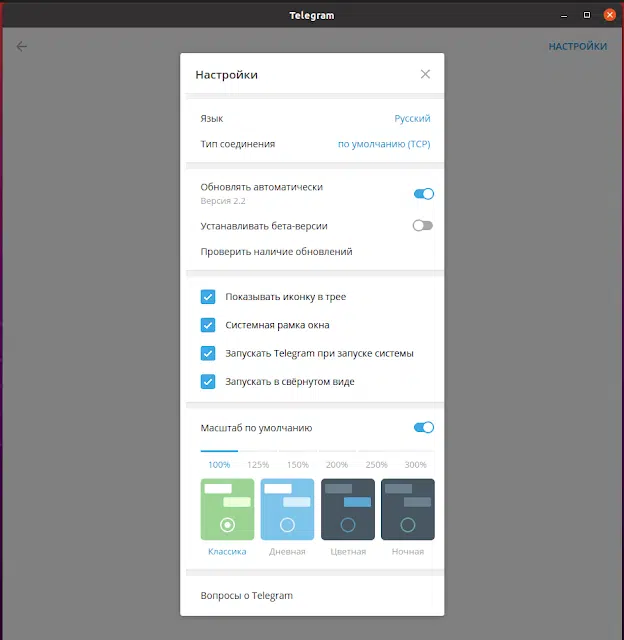 Telegram
НАСТРОЙКИ
Настройки
Язык Русский
Тип соединения по умолчанию (TCP)
Обновлять автоматически
Версия 2.2
Устанавливать бета-версии
Проверить наличие обновлений
Показывать иконку в трее
Системная рамка окна
Запускать Telegram при запуске системы
Запускать в свёрнутом виде
Масштаб по умолчанию
100% 125% 150% 200% 250% 300%
Классика Дневная Цветная Ночная
Вопросы о Telegram